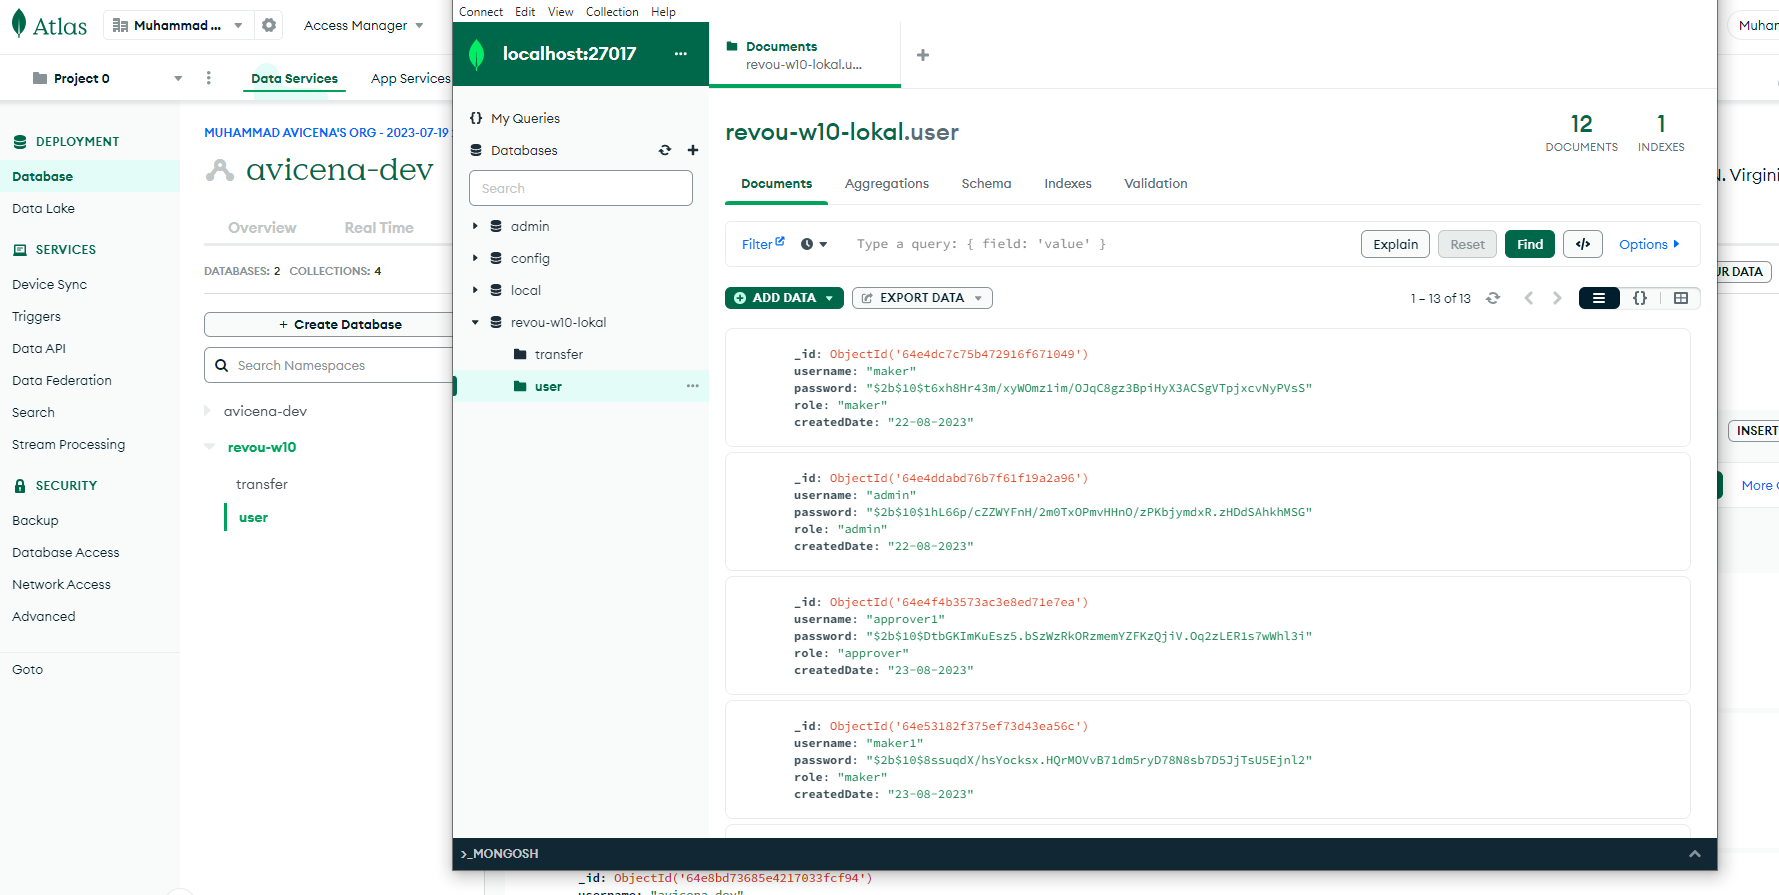 Atlas
Muhammad ...
Access Manager
Project 0
Data Services
App Services
DEPLOYMENT
Database
Data Lake
SERVICES
Device Sync
Triggers
Data API
Data Federation
Search
Stream Processing
SECURITY
Backup
Database Access
Network Access
Advanced
Goto
MUHAMMAD AVICENA'S ORG - 2023-07-19
avicena-dev
Overview
Real Time
DATABASES: 2 COLLECTIONS: 4
+ Create Database
Search Namespaces
avicena-dev
revou-w10
transfer
user
Connect Edit View Collection Help
localhost:27017
...
{} My Queries
Databases
Search
admin
config
local
revou-w10-lokal
transfer
user
...
Documents
revou-w10-lokal.u...
+
revou-w10-lokal.user
12
DOCUMENTS
1
INDEXES
Documents
Aggregations
Schema
Indexes
Validation
Filter
Type a query: { field: 'value' }
Explain
Reset
Find
</>
Options
ADD DATA
EXPORT DATA
1 – 13 of 13
{}
_id: ObjectId('64e4dc7c75b472916f671049')
username: "maker"
password: "$2b$10$t6xh8Hr43m/xyWOmz1im/OJqC8gz3BpiHyX3ACSgVTpjxcvNyPVsS"
role: "maker"
createdDate: "22-08-2023"
_id: ObjectId('64e4ddabd76b7f61f19a2a96')
username: "admin"
password: "$2b$10$1hL66p/cZZWYFnH/2m0TxOPmvHHnO/zPKbjymdxR.zHDdSAhkhMSG"
role: "admin"
createdDate: "22-08-2023"
_id: ObjectId('64e4f4b3573ac3e8ed71e7ea')
username: "approver1"
password: "$2b$10$DtbGKImKuEsz5.bSzWzRkORzmemYZFKzQjiV.Oq2zLER1s7wWhl3i"
role: "approver"
createdDate: "23-08-2023"
_id: ObjectId('64e53182f375ef73d43ea56c')
username: "maker1"
password: "$2b$10$8ssuqdX/hsYocksx.HQrMOVvB71dm5ryD78N8sb7D5JjTsU5Ejnl2"
role: "maker"
createdDate: "23-08-2023"
>_MONGOSH
_id: ObjectId('64e8bd73685e4217033fcf94')
username: "avicena-dev"
Muhar
N. Virgini
UR DATA
INSERT
More